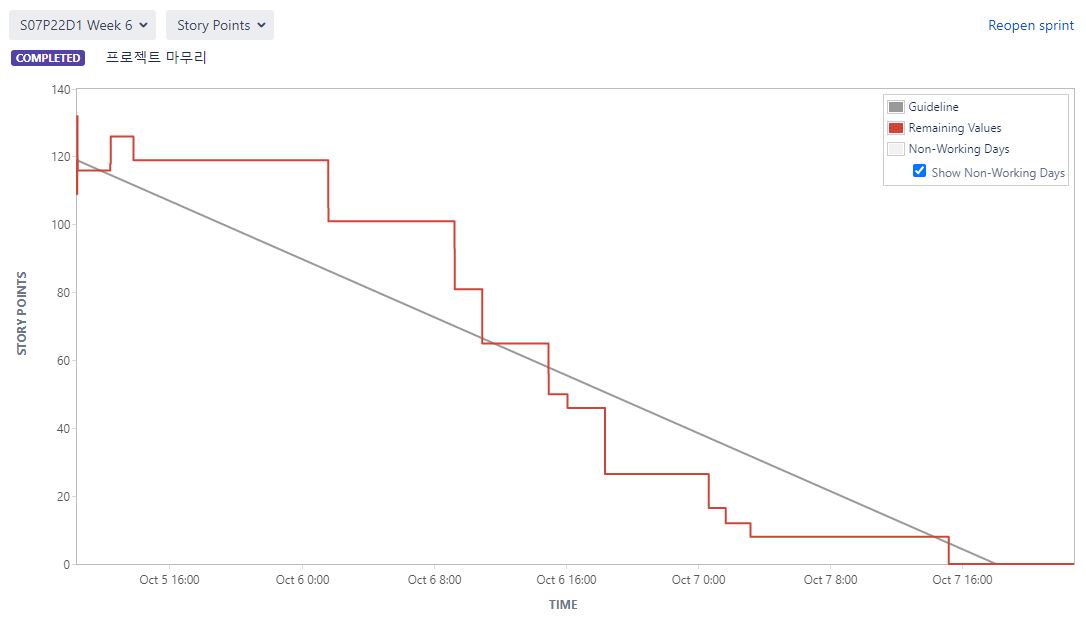 S07P22D1 Week 6 Story Points Reopen sprint
COMPLETED 프로젝트 마무리
Guideline
Remaining Values
Non-Working Days
Show Non-Working Days
STORY POINTS
140
120
100
80
60
40
20
0
Oct 5 16:00 Oct 6 0:00 Oct 6 8:00 Oct 6 16:00 Oct 7 0:00 Oct 7 8:00 Oct 7 16:00
TIME